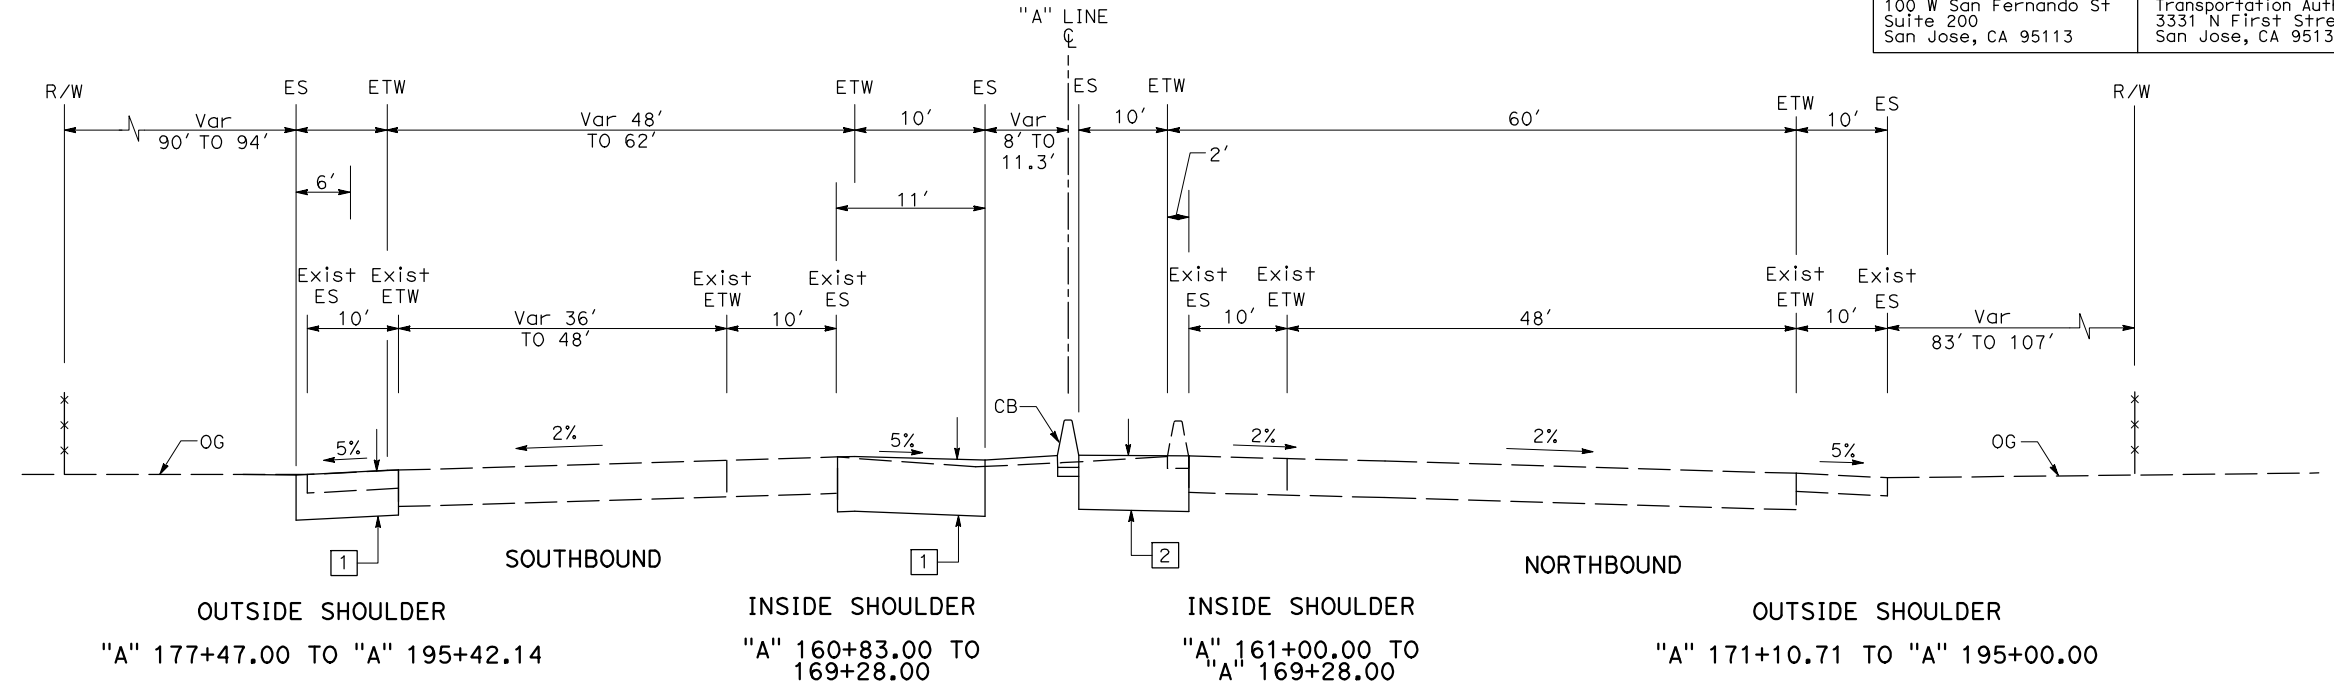 "A" LINE
℄
100 W San Fernando St
Suite 200
San Jose, CA 95113
3331 N First
San Jose, CA
Transportation
R/W
ES
ETW
ETW
ES
ES
ETW
ETW
ES
R/W
Var
90' TO 94'
Var 48'
TO 62'
10'
Var
8' TO
11.3'
10'
60'
10'
6'
11'
2'
Exist
ES
Exist
ETW
Exist
ETW
Exist
ES
Exist
ES
Exist
ETW
Exist
ETW
Exist
ES
10'
Var 36'
TO 48'
10'
10'
48'
10'
Var
83' TO 107'
OG
5%
2%
5%
CB
2%
2%
5%
OG
1
SOUTHBOUND
1
2
NORTHBOUND
OUTSIDE SHOULDER
"A" 177+47.00 TO "A" 195+42.14
INSIDE SHOULDER
"A" 160+83.00 TO
169+28.00
INSIDE SHOULDER
"A" 161+00.00 TO
"A" 169+28.00
OUTSIDE SHOULDER
"A" 171+10.71 TO "A" 195+00.00